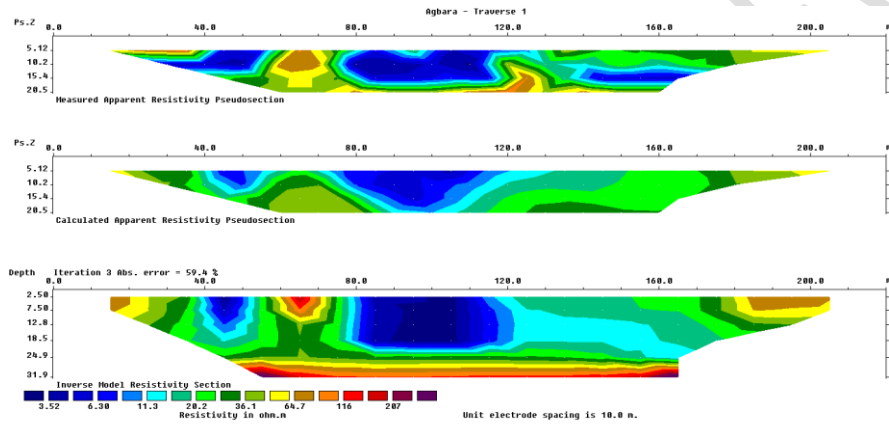 Agbara - Traverse 1
Ps.Z 0.0 40.0 80.0 120.0 160.0 200.0 m
5.12
10.2
15.4
20.5
Measured Apparent Resistivity Pseudosection
Ps.Z 0.0 40.0 80.0 120.0 160.0 200.0 m
5.12
10.2
15.4
20.5
Calculated Apparent Resistivity Pseudosection
Depth Iteration 3 Abs. error = 59.4 %
0.0 40.0 80.0 120.0 160.0 200.0 m
2.50
7.50
12.8
18.5
24.9
31.9
Inverse Model Resistivity Section
3.52 6.30 11.3 20.2 36.1 64.7 116 207
Resistivity in ohm.m Unit electrode spacing is 10.0 m.